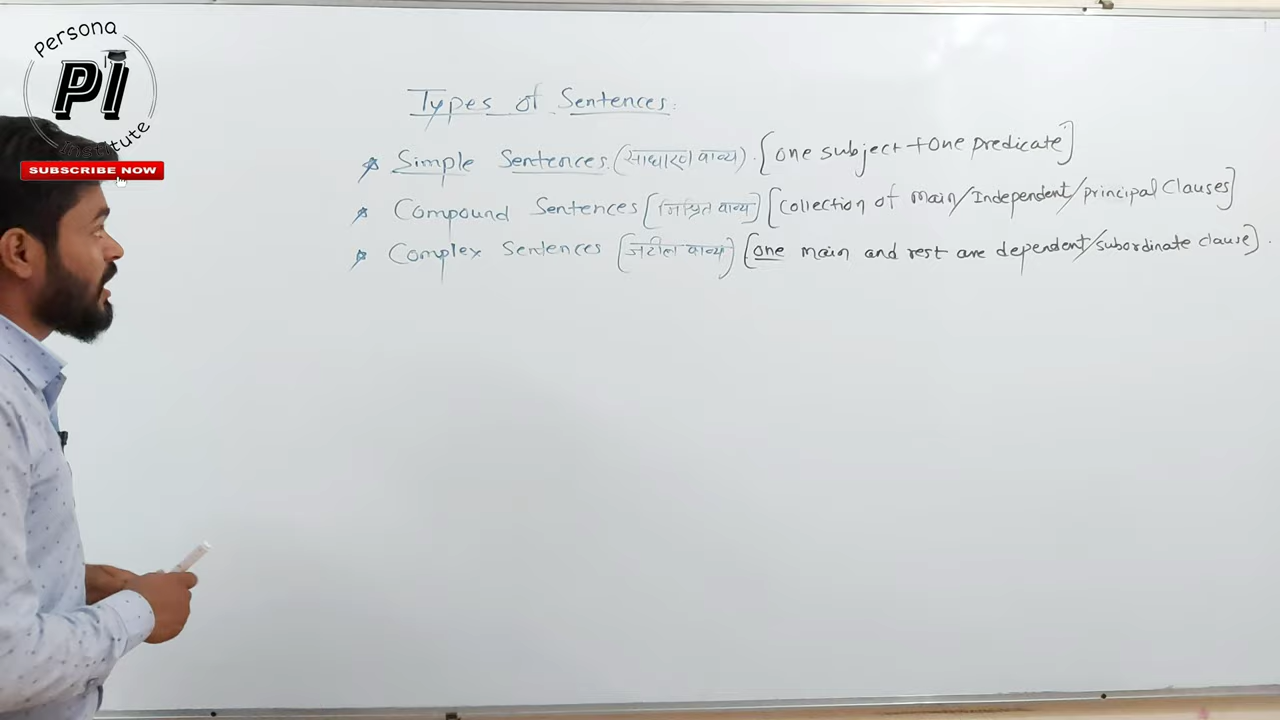 Persona
PI
Institute
SUBSCRIBE NOW
Types of Sentences:
Simple Sentences. (साधारण वाक्य). [one subject + One predicate]
Compound Sentences [मिश्रित वाक्य] [Collection of main/Independent/principal Clauses]
Complex Sentences [जटील वाक्य] [one main and rest are dependent/subordinate clause].